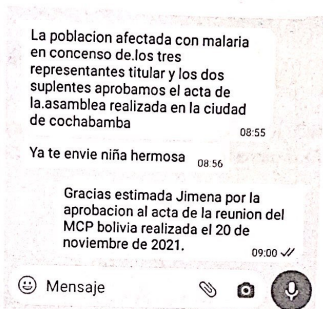 La poblacion afectada con malaria
en concenso de.los tres
representantes titular y los dos
suplentes aprobamos el acta de
la.asamblea realizada en la ciudad
de cochabamba
08:55
Ya te envie niña hermosa 08:56
Gracias estimada Jimena por la
aprobacion al acta de la reunion del
MCP bolivia realizada el 20 de
noviembre de 2021.
09:00
Mensaje